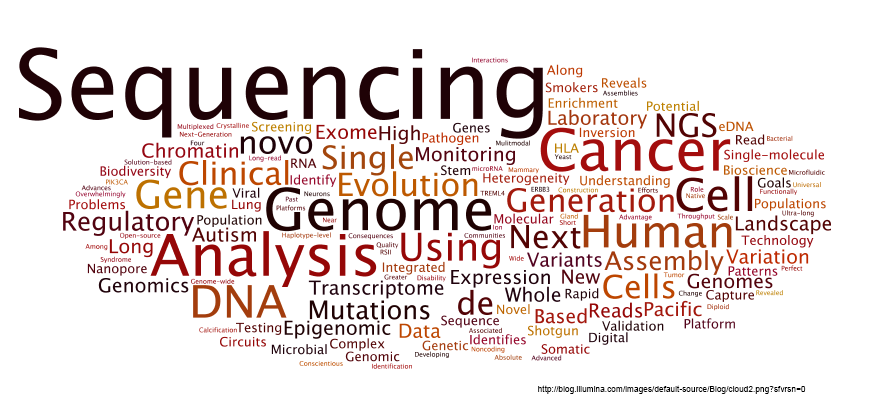 Sequencing
Interactions
Along
Smokers Reveals
Assemblies
Enrichment Potential
Laboratory NGS eDNA
Multiplexed Crystalline Screening Exome High Genes
Next-Generation novo Pathogen Mulitmodal Inversion Read Bacterial
Four Chromatin Single Monitoring HLA Cancer Single-molecule
Solution-based Long-read RNA Yeast
Biodiversity Clinical Identify Stem microRNA Mammary Bioscience Microfluidic
PIK3CA Evolution Heterogeneity Understanding Cell Goals Universal
Advances Gene Viral Neurons TREML4 ERBB3 Construction Efforts Role Functionally
Overwhelming Lung Past Genome Generation Native Populations
Problems Platforms Ultra-long
Regulatory Population Near Molecular Gland Short Advantage Throughput Scale Landscape
Open-source Autism Haplotype-level Consequences Communities Ion Next Human Technology
Among Long Analysis Quality Using Wide Variants Assembly Variation
Syndrome RSII
Nanopore Integrated Patterns Perfect
Genome-wide Greater Disability Expression New Cells Tumor Genomes
Genomics Transcriptome Whole Rapid Change Capture Revealed
DNA Mutations de Novel Based Reads Pacific Diploid
Calcification Testing Epigenomic Data Sequence Associated Shotgun Validation Platform
Circuits Complex Genetic Identifies Digital
Microbial Genomic Developing Noncoding Absolute Somatic
Conscientious Identification Advanced
http://blog.illumina.com/images/default-source/Blog/cloud2.png?sfvrsn=0